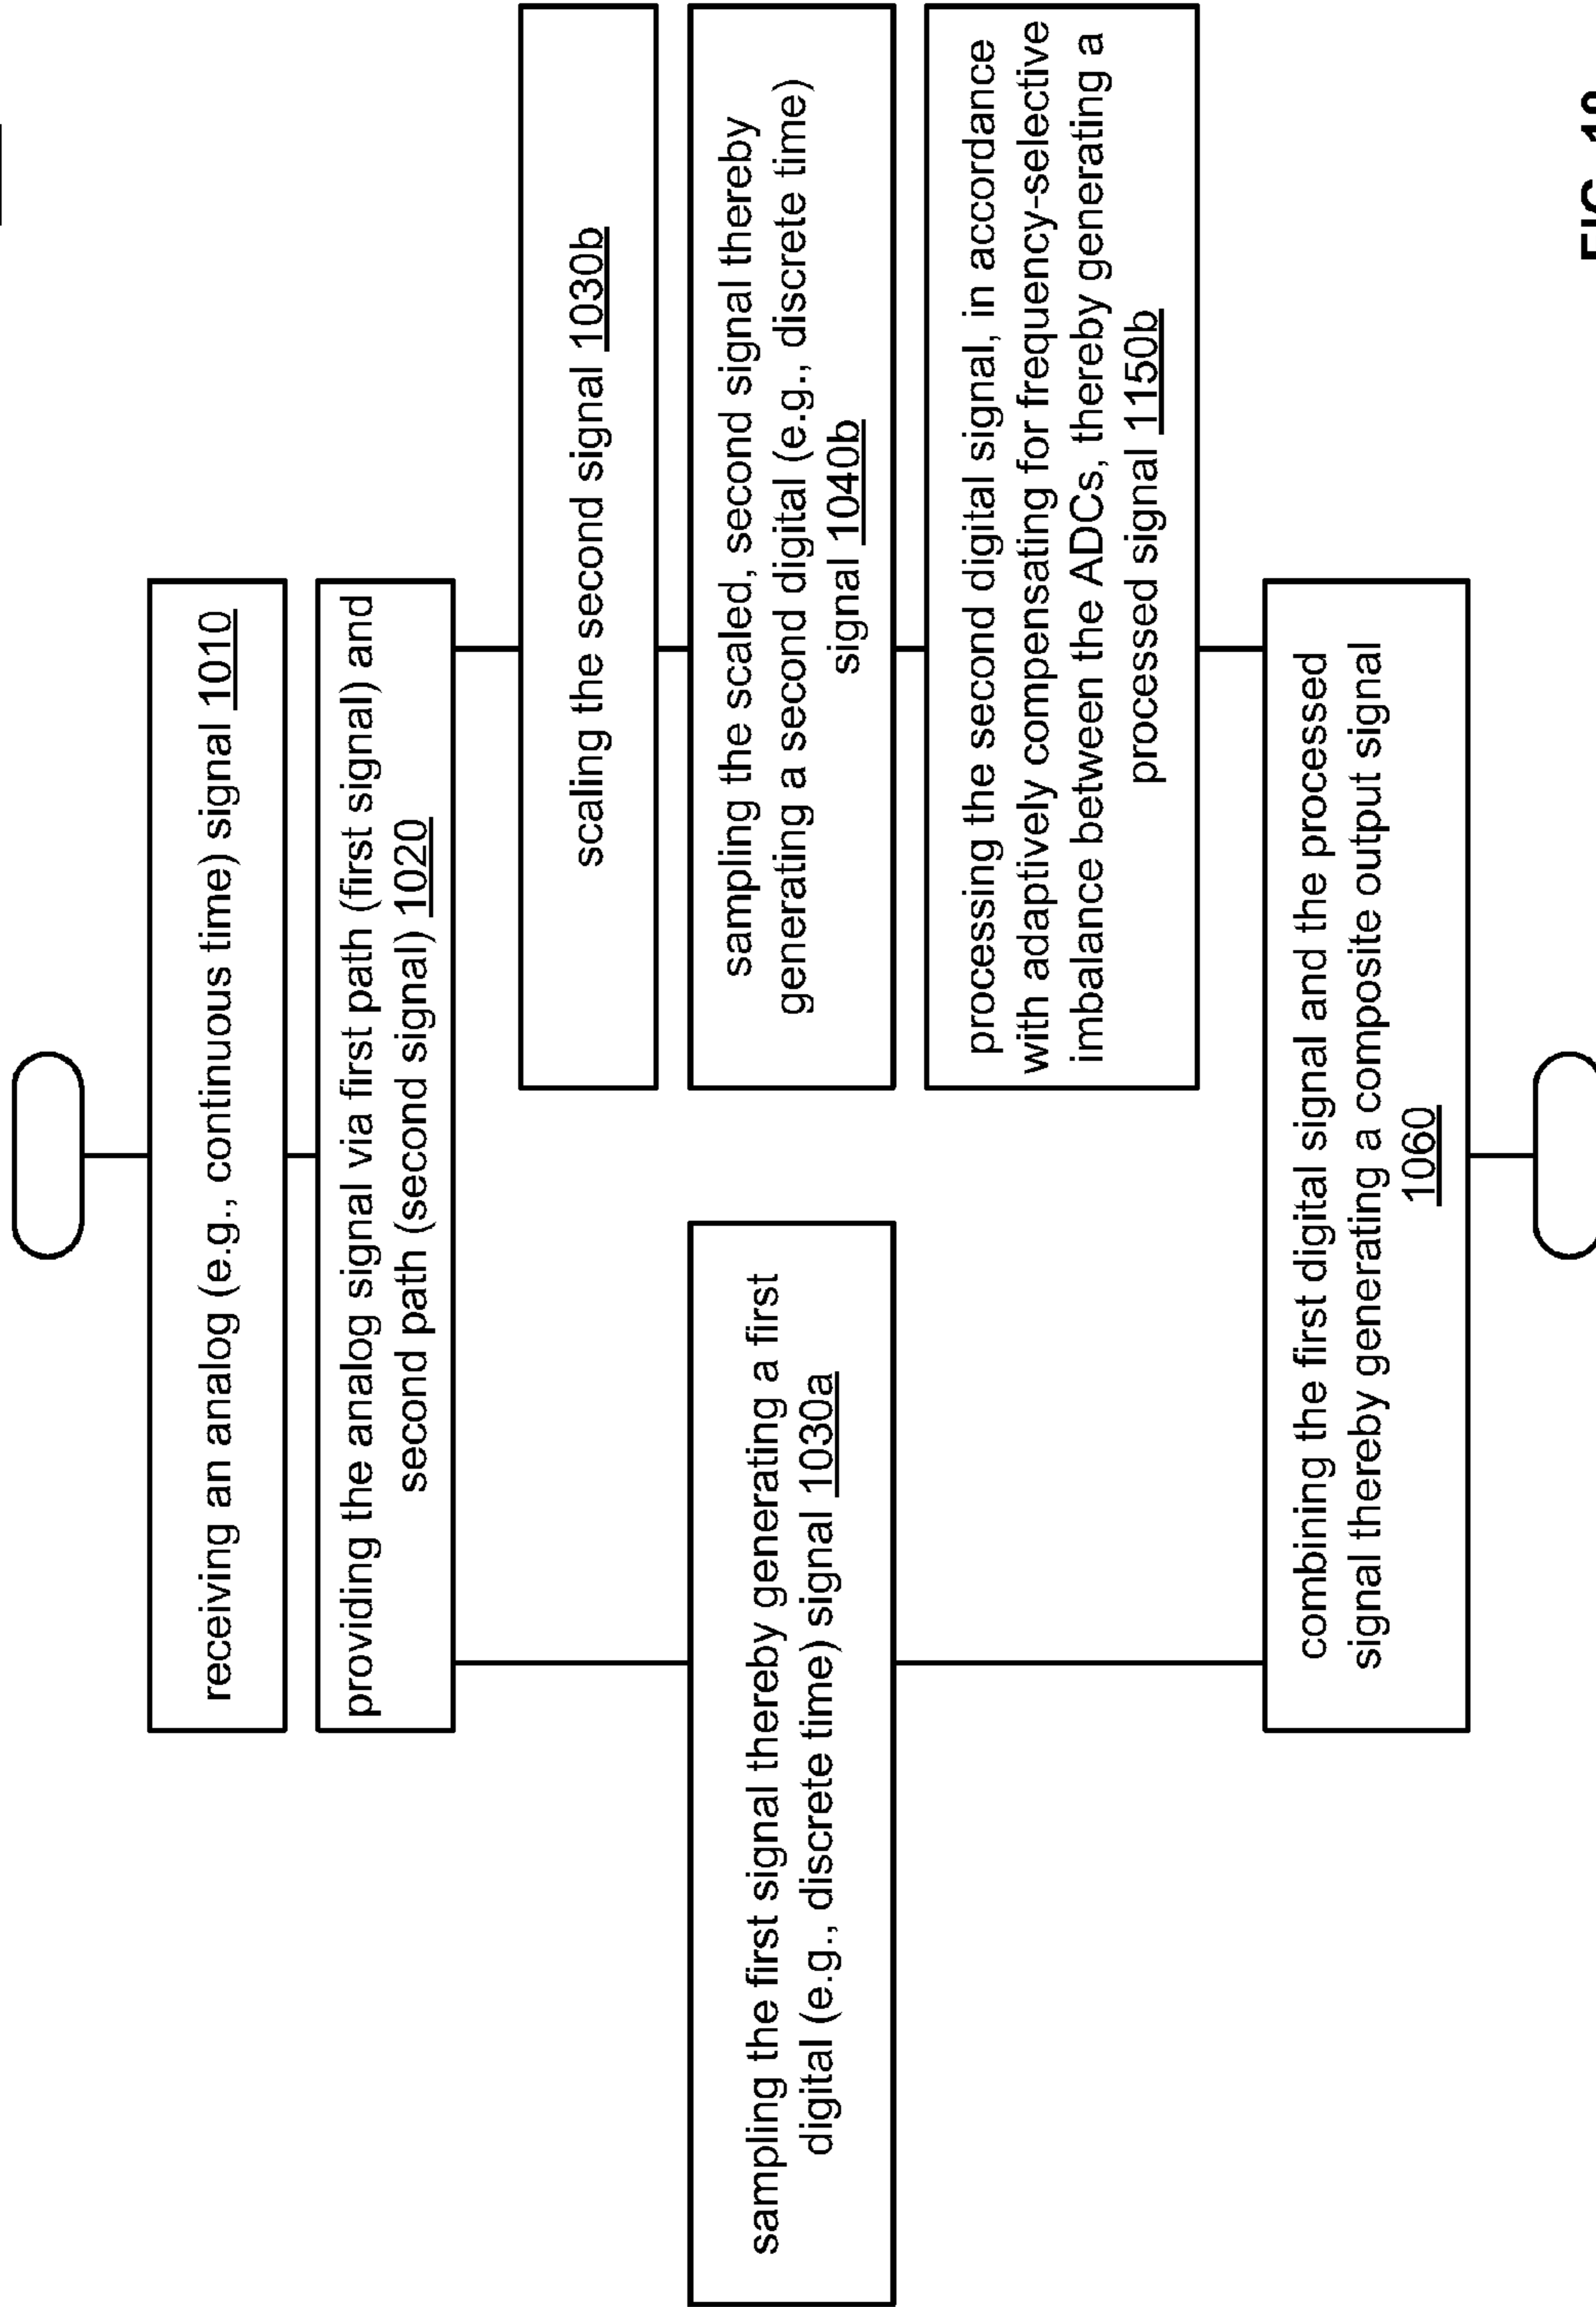 receiving an analog (e.g., continuous time) signal 1010
providing the analog signal via first path (first signal) and
second path (second signal) 1020
sampling the first signal thereby generating a first
digital (e.g., discrete time) signal 1030a
scaling the second signal 1030b
sampling the scaled, second signal thereby
generating a second digital (e.g., discrete time)
signal 1040b
processing the second digital signal, in accordance
with adaptively compensating for frequency-selective
imbalance between the ADCs, thereby generating a
processed signal 1150b
combining the first digital signal and the processed
signal thereby generating a composite output signal
1060